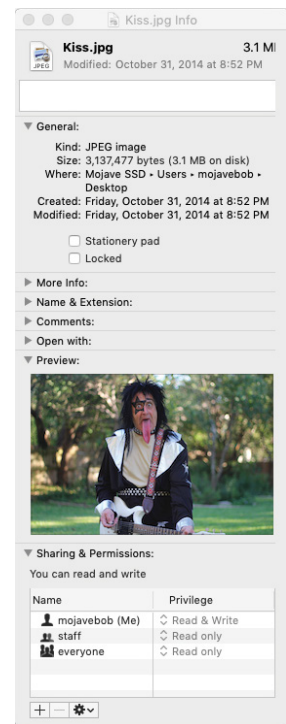 Kiss.jpg Info
Kiss.jpg 3.1 M
JPEG
Modified: October 31, 2014 at 8:52 PM
General:
Kind: JPEG image
Size: 3,137,477 bytes (3.1 MB on disk)
Where: Mojave SSD ▸ Users ▸ mojavebob ▸
Desktop
Created: Friday, October 31, 2014 at 8:52 PM
Modified: Friday, October 31, 2014 at 8:52 PM
Stationery pad
Locked
More Info:
Name & Extension:
Comments:
Open with:
Preview:
Sharing & Permissions:
You can read and write
Name Privilege
mojavebob (Me) Read & Write
staff Read only
everyone Read only